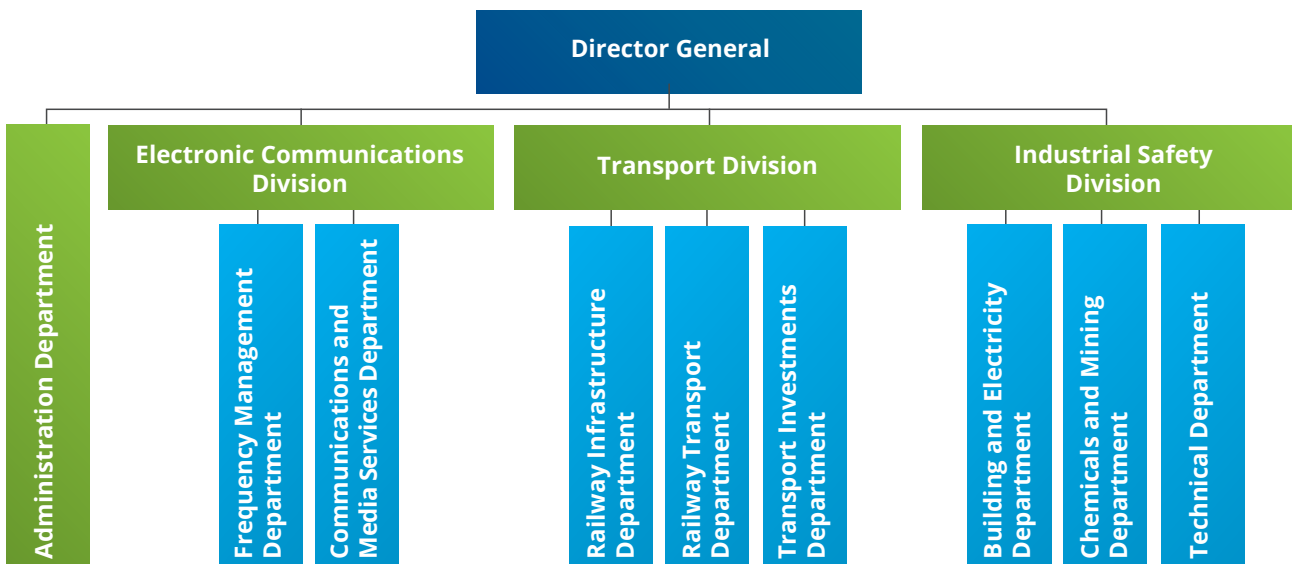 Director General
Administration Department
Electronic Communications
Division
Frequency Management
Department
Communications and
Media Services Department
Transport Division
Railway Infrastructure
Department
Railway Transport
Department
Transport Investments
Department
Industrial Safety
Division
Building and Electricity
Department
Chemicals and Mining
Department
Technical Department